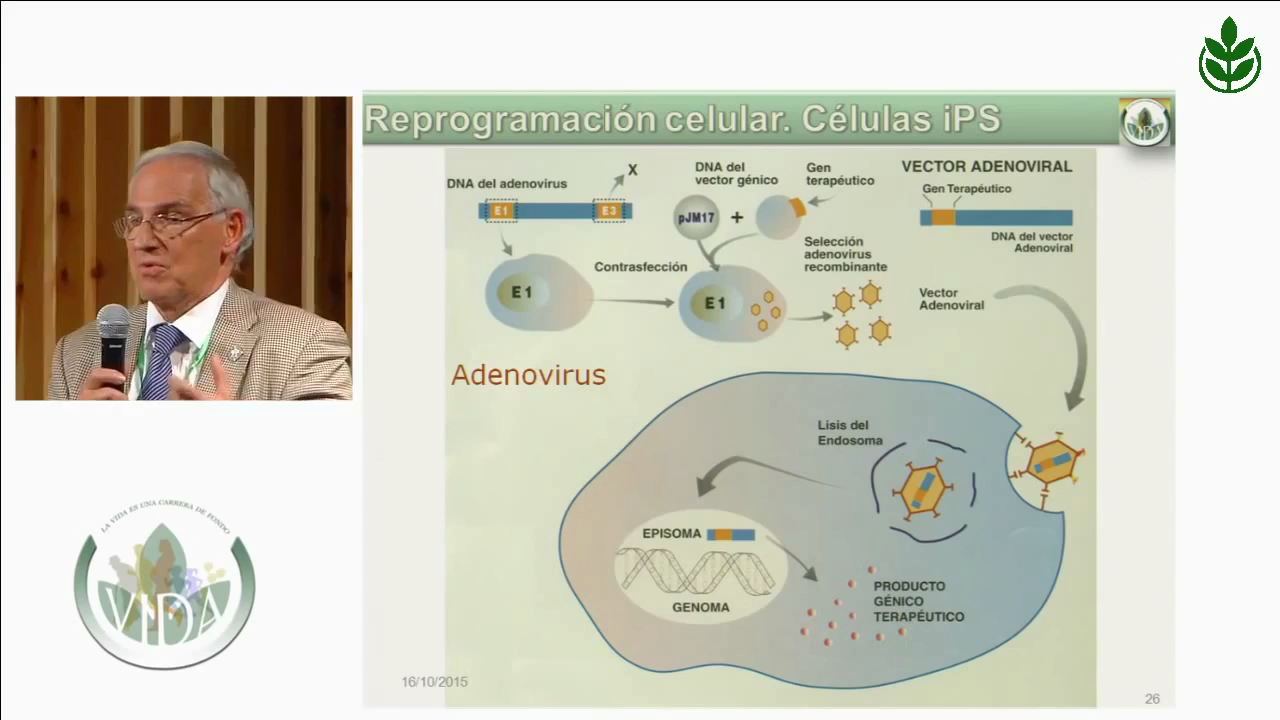 Reprogramación celular. Células iPS
VIDA
DNA del adenovirus
X
E1
E3
DNA del
vector génico
Gen
terapéutico
pJM17
+
VECTOR ADENOVIRAL
Gen Terapéutico
DNA del vector
Adenoviral
E1
Contrasfección
E1
Selección
adenovirus
recombinante
Vector
Adenoviral
Adenovirus
Lisis del
Endosoma
EPISOMA
GENOMA
PRODUCTO
GÉNICO
TERAPÉUTICO
16/10/2015
26
LA VIDA ES UNA CARRERA DE FONDO
VIDA